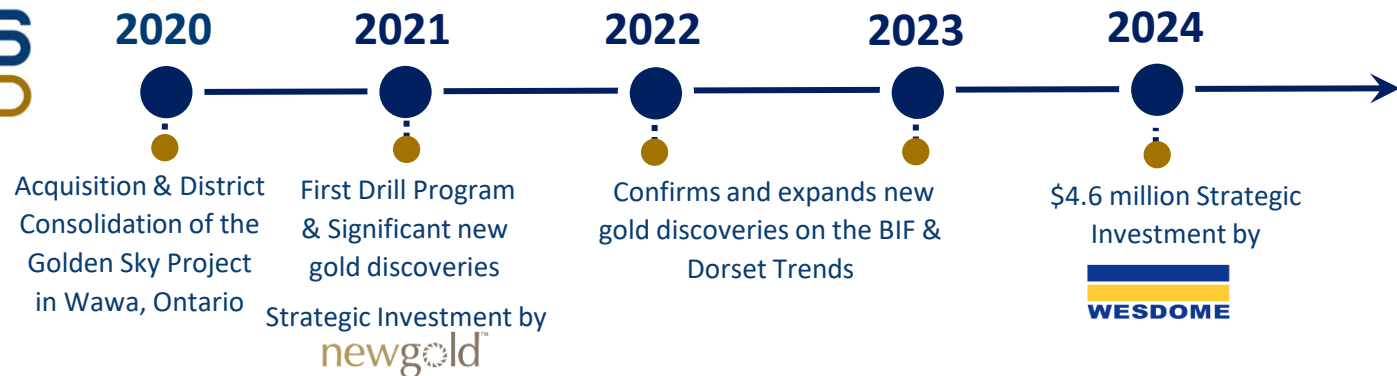 2020
2021
2022
2023
2024
Acquisition & District
Consolidation of the
Golden Sky Project
in Wawa, Ontario
First Drill Program
& Significant new
gold discoveries
Strategic Investment by
newgold™
Confirms and expands new
gold discoveries on the BIF &
Dorset Trends
$4.6 million Strategic
Investment by
WESDOME